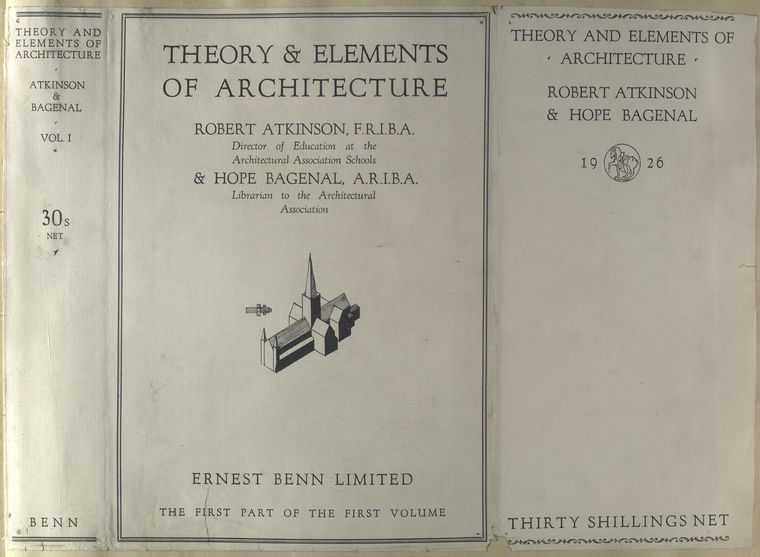 THEORY AND
ELEMENTS OF
ARCHITECTURE
ATKINSON
&
BAGENAL
VOL. I
30s
NET
BENN
THEORY & ELEMENTS
OF ARCHITECTURE
ROBERT ATKINSON, F.R.I.B.A.
Director of Education at the
Architectural Association Schools
& HOPE BAGENAL, A.R.I.B.A.
Librarian to the Architectural
Association
ERNEST BENN LIMITED
THE FIRST PART OF THE FIRST VOLUME
THEORY AND ELEMENTS OF
ARCHITECTURE
ROBERT ATKINSON
& HOPE BAGENAL
19 26
THIRTY SHILLINGS NET